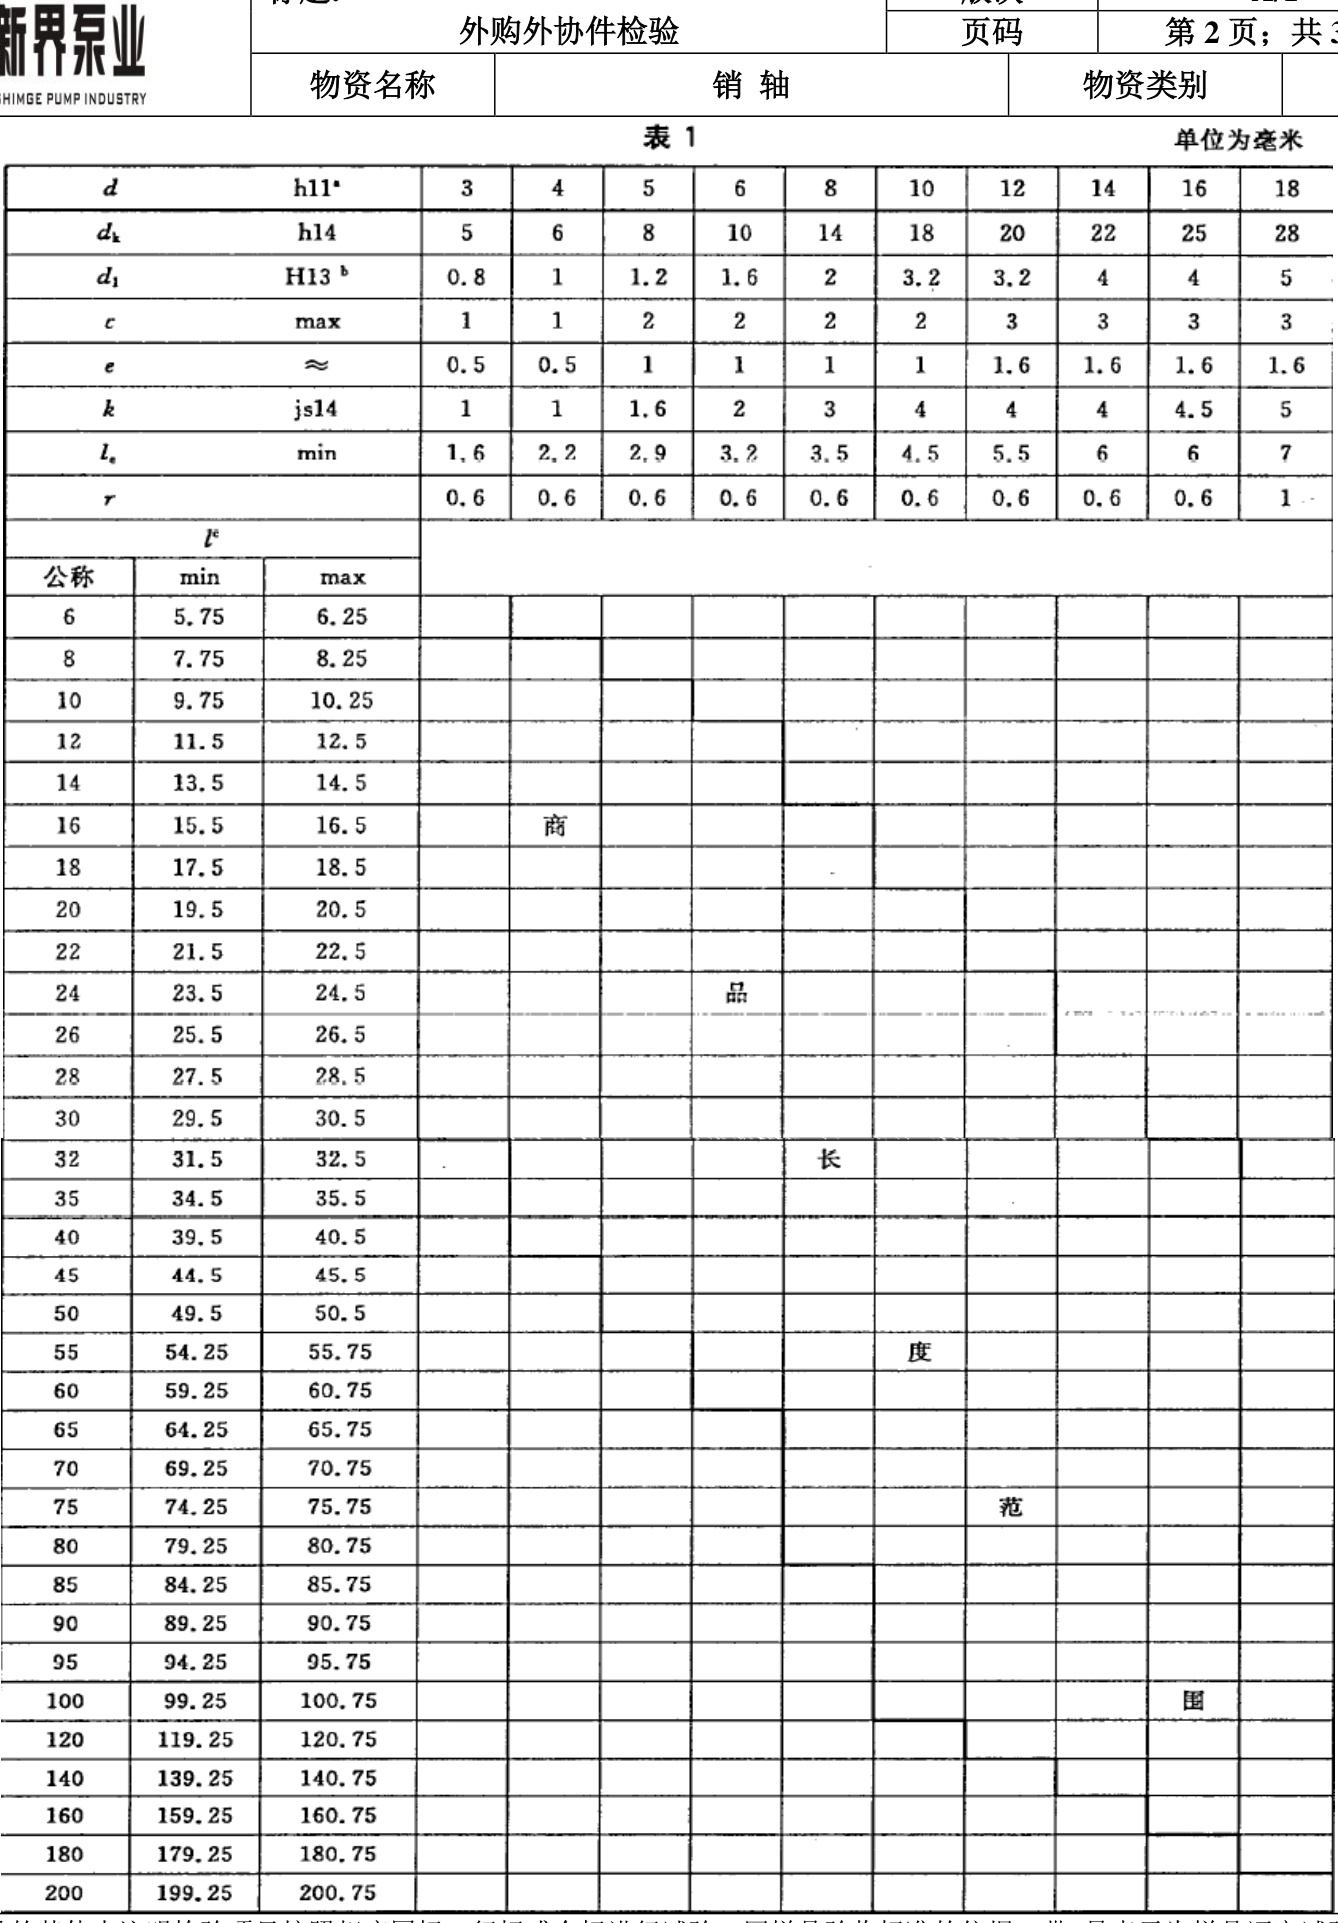 新界泵业
SHIMGE PUMP INDUSTRY
外购外协件检验
页码
第 2 页；共 3
物资名称
销 轴
物资类别
表 1
单位为毫米
d h11ᵃ 3 4 5 6 8 10 12 14 16 18
dₖ h14 5 6 8 10 14 18 20 22 25 28
d₁ H13 ᵇ 0.8 1 1.2 1.6 2 3.2 3.2 4 4 5
c max 1 1 2 2 2 2 3 3 3 3
e ≈ 0.5 0.5 1 1 1 1 1.6 1.6 1.6 1.6
k js14 1 1 1.6 2 3 4 4 4 4.5 5
lₑ min 1.6 2.2 2.9 3.2 3.5 4.5 5.5 6 6 7
r 0.6 0.6 0.6 0.6 0.6 0.6 0.6 0.6 0.6 1
lᶜ
公称 min max
6 5.75 6.25
8 7.75 8.25
10 9.75 10.25
12 11.5 12.5
14 13.5 14.5
16 15.5 16.5 商
18 17.5 18.5
20 19.5 20.5
22 21.5 22.5
24 23.5 24.5 品
26 25.5 26.5
28 27.5 28.5
30 29.5 30.5
32 31.5 32.5 长
35 34.5 35.5
40 39.5 40.5
45 44.5 45.5
50 49.5 50.5
55 54.25 55.75 度
60 59.25 60.75
65 64.25 65.75
70 69.25 70.75
75 74.25 75.75 范
80 79.25 80.75
85 84.25 85.75
90 89.25 90.75
95 94.25 95.75
100 99.25 100.75 围
120 119.25 120.75
140 139.25 140.75
160 159.25 160.75
180 179.25 180.75
200 199.25 200.75